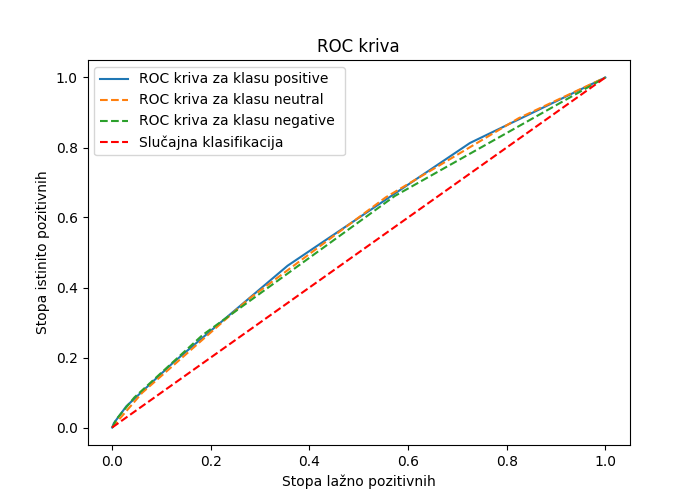 ROC kriva
ROC kriva za klasu positive
ROC kriva za klasu neutral
ROC kriva za klasu negative
Slučajna klasifikacija
Stopa istinito pozitivnih
1.0
0.8
0.6
0.4
0.2
0.0
0.0 0.2 0.4 0.6 0.8 1.0
Stopa lažno pozitivnih